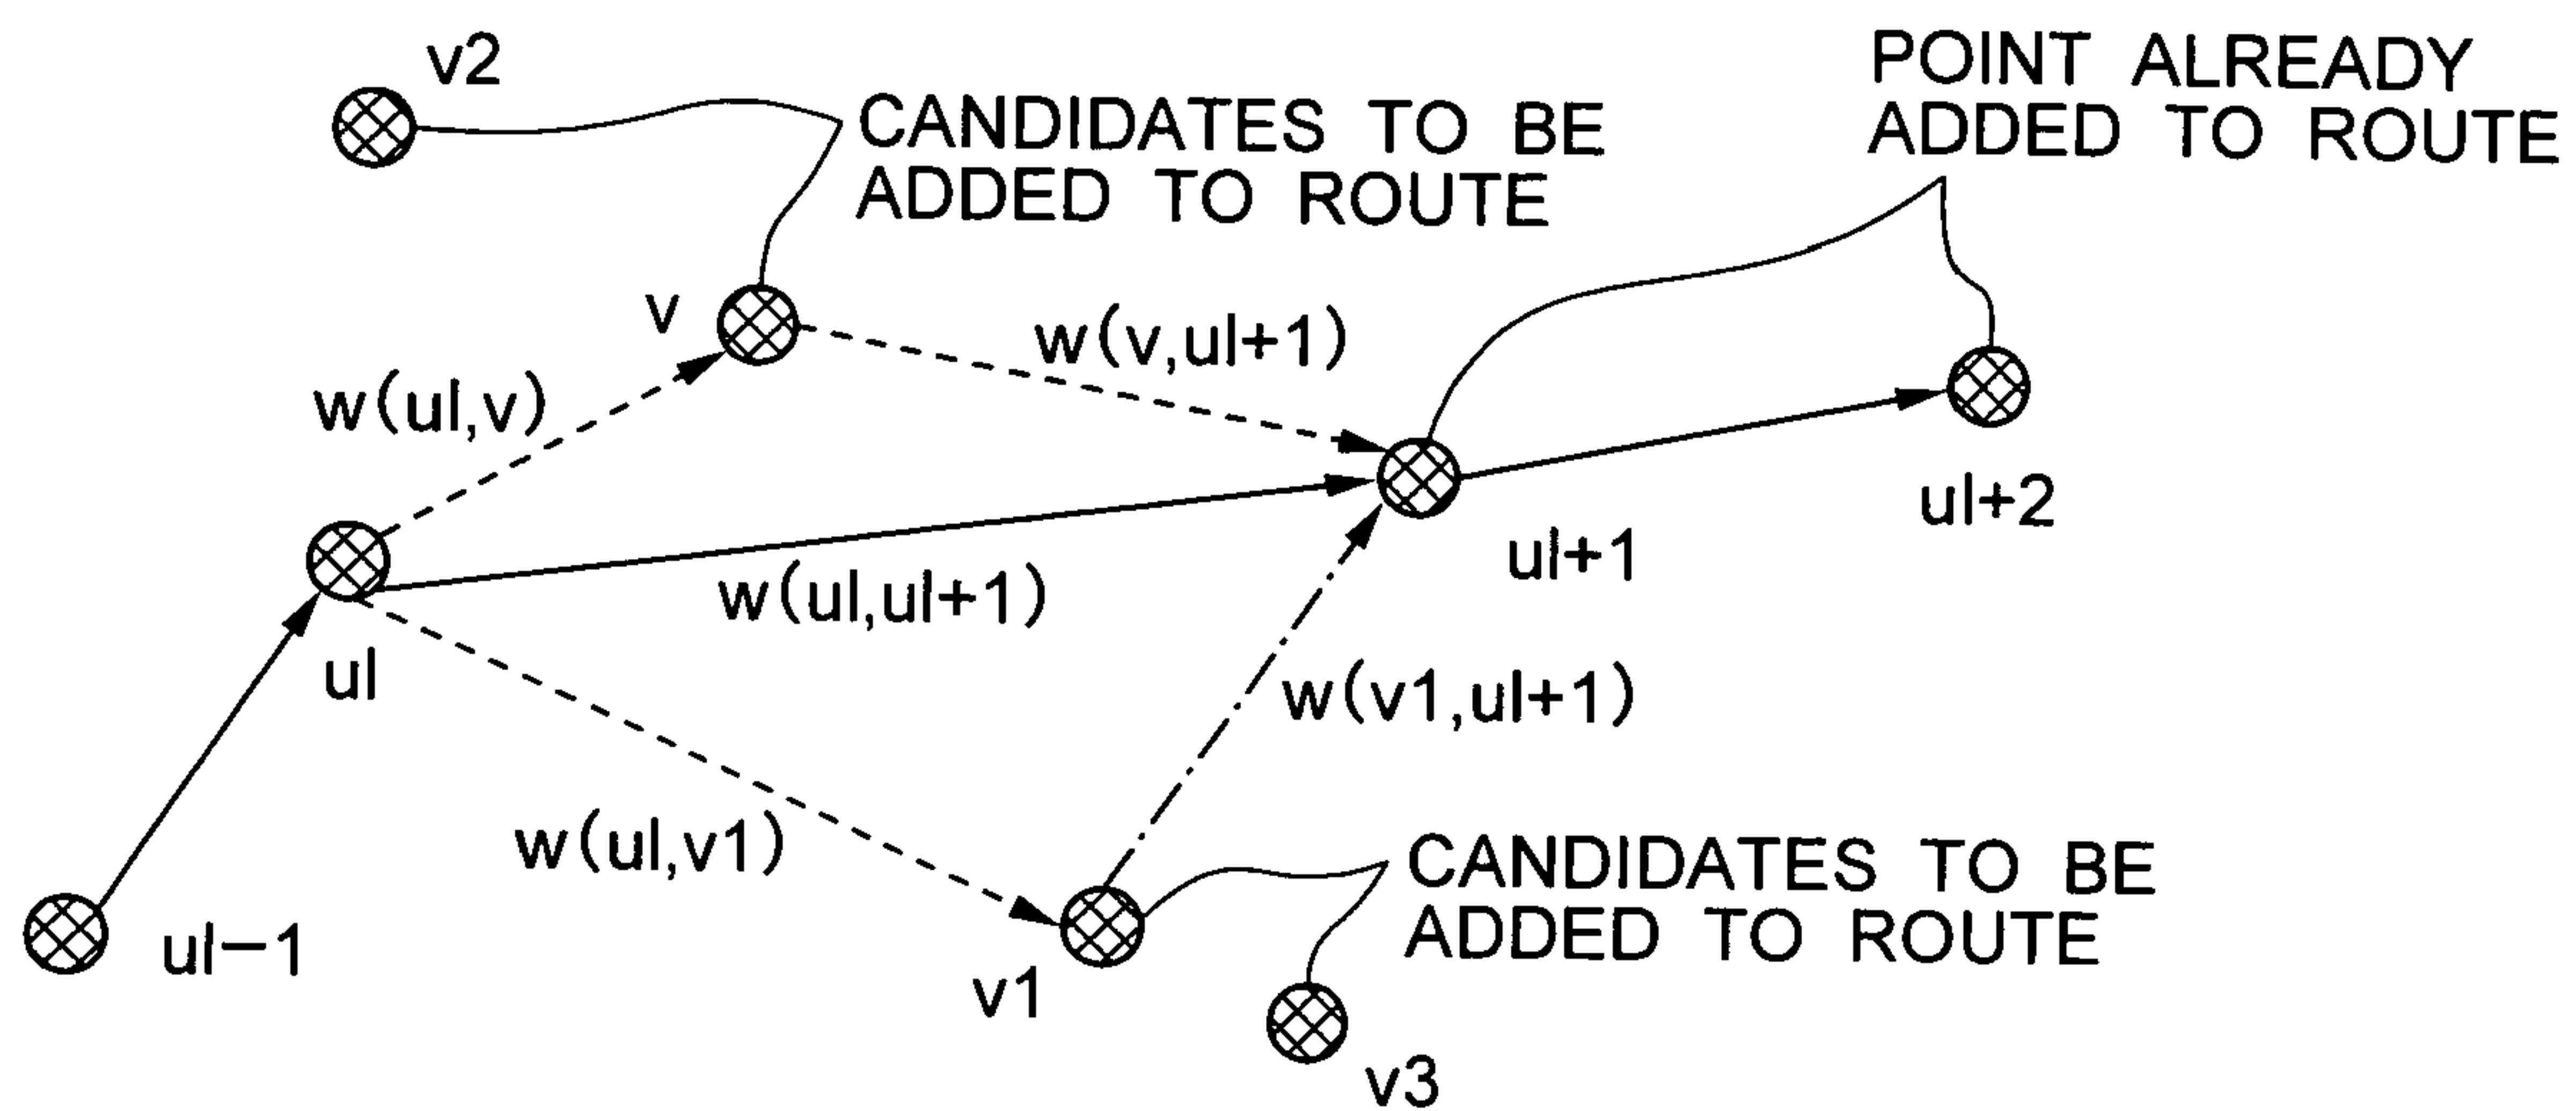 v2
CANDIDATES TO BE
ADDED TO ROUTE
POINT ALREADY
ADDED TO ROUTE
v
w(v,ul+1)
w(ul,v)
ul+2
ul+1
w(ul,ul+1)
ul
w(v1,ul+1)
w(ul,v1)
CANDIDATES TO BE
ADDED TO ROUTE
ul−1
v1
v3